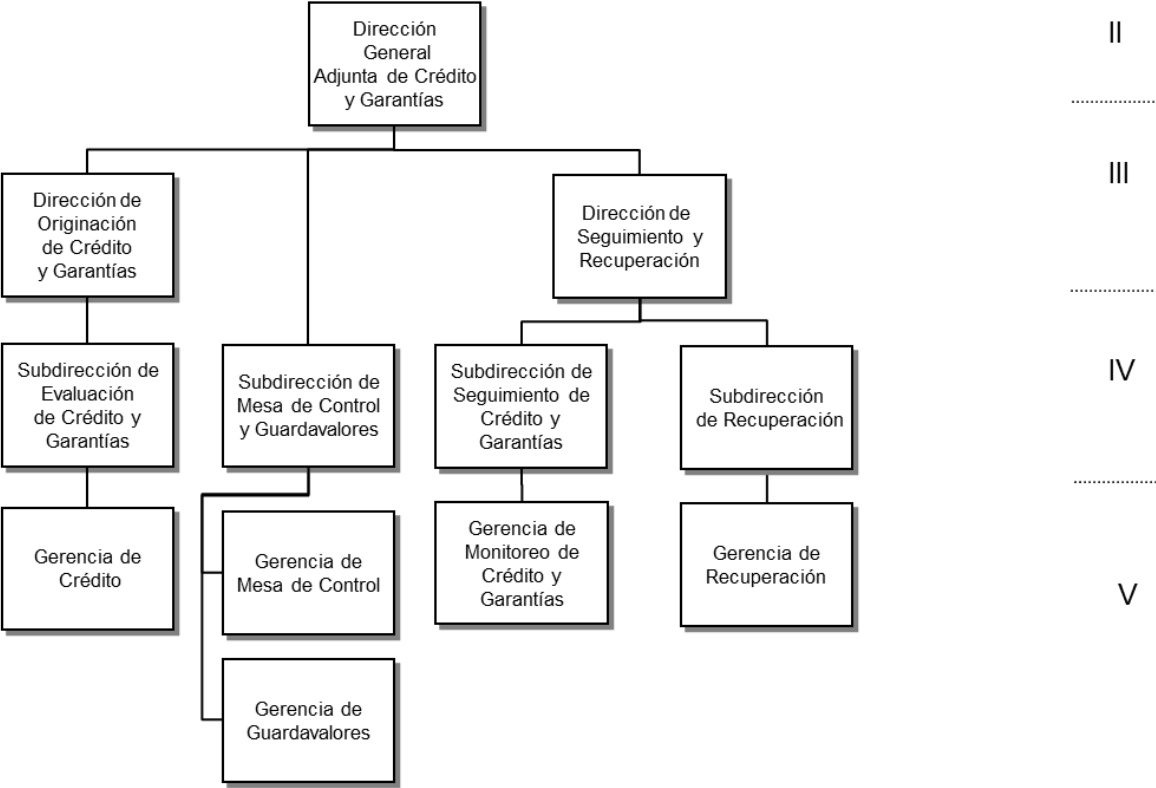 Dirección
General
Adjunta de Crédito
y Garantías
II
III
Dirección de
Originación
de Crédito
y Garantías
Dirección de
Seguimiento y
Recuperación
IV
Subdirección de
Evaluación
de Crédito y
Garantías
Subdirección de
Mesa de Control
y Guardavalores
Subdirección de
Seguimiento de
Crédito y
Garantías
Subdirección
de Recuperación
V
Gerencia de
Crédito
Gerencia de
Mesa de Control
Gerencia de
Monitoreo de
Crédito y
Garantías
Gerencia de
Recuperación
Gerencia de
Guardavalores